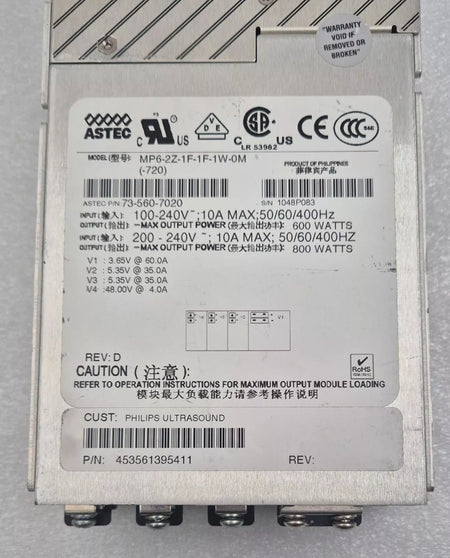 "WARRANTY
VOID IF
REMOVED OR
BROKEN"
ASTEC
C US
VDE
C US
LR 53982
CE
CCC
S&E
MODEL(型号): MP6-2Z-1F-1F-1W-0M
(-720)
PRODUCT OF PHILIPPINES
菲律宾产品
ASTEC P/N: 73-560-7020
S/N 1048P083
INPUT(输入): 100-240V~;10A MAX;50/60/400Hz
OUTPUT(输出): -MAX OUTPUT POWER(最大输出功率) 600 WATTS
INPUT(输入): 200 - 240V~; 10A MAX; 50/60/400HZ
OUTPUT(输出): -MAX OUTPUT POWER(最大输出功率) 800 WATTS
V1 : 3.65V @ 60.0A
V2 : 5.35V @ 35.0A
V3 : 5.35V @ 35.0A
V4 :48.00V @ 4.0A
V1
REV: D
RoHS
CAUTION (注意):
REFER TO OPERATION INSTRUCTIONS FOR MAXIMUM OUTPUT MODULE LOADING
模块最大负载能力请参考操作说明
CUST: PHILIPS ULTRASOUND
P/N: 453561395411
REV: